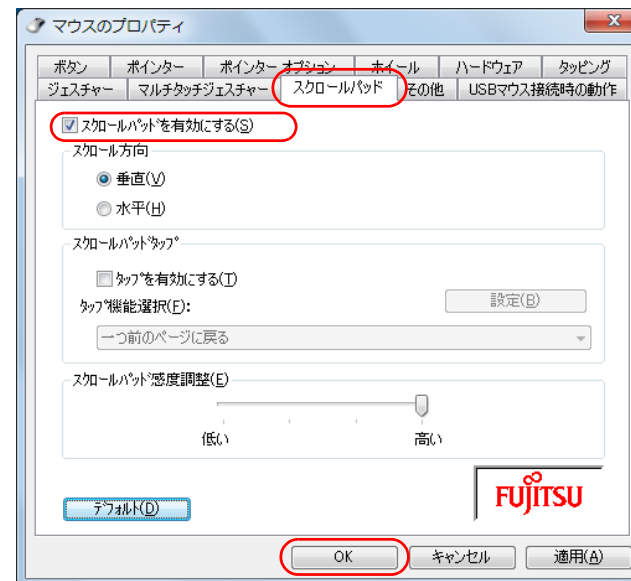 マウスのプロパティ
ボタン ポインター ポインター オプション ホイール ハードウェア タッピング
ジェスチャー マルチタッチジェスチャー スクロールパッド その他 USBマウス接続時の動作
スクロールパッドを有効にする(S)
スクロール方向
垂直(V)
水平(H)
スクロールパッドタップ
タップを有効にする(T)
タップ機能選択(F):
設定(B)
一つ前のページに戻る
スクロールパッド感度調整(E)
低い 高い
デフォルト(D)
FUJITSU
OK キャンセル 適用(A)